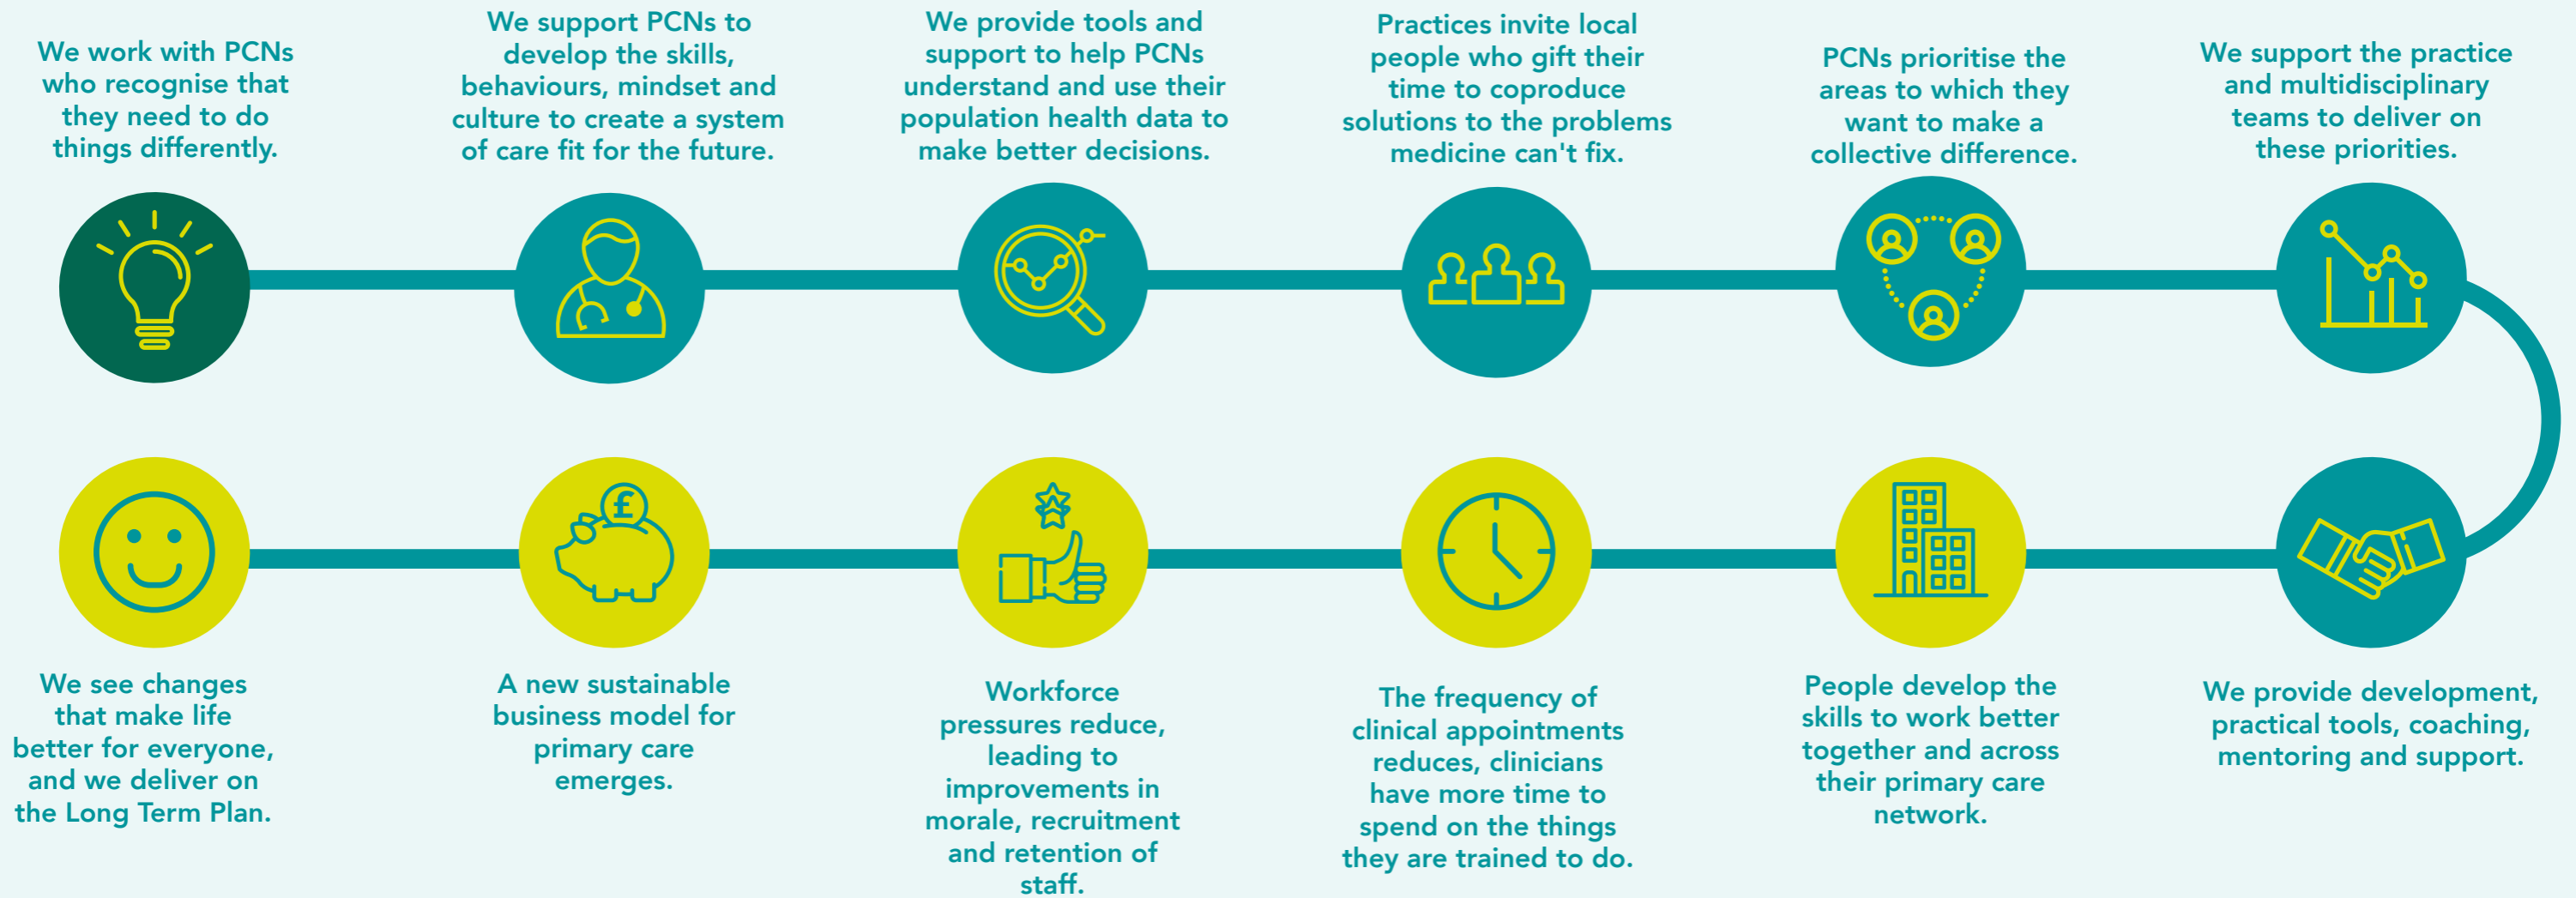 We work with PCNs
who recognise that
they need to do
things differently.
We support PCNs to
develop the skills,
behaviours, mindset and
culture to create a system
of care fit for the future.
We provide tools and
support to help PCNs
understand and use their
population health data to
make better decisions.
Practices invite local
people who gift their
time to coproduce
solutions to the problems
medicine can't fix.
PCNs prioritise the
areas to which they
want to make a
collective difference.
We support the practice
and multidisciplinary
teams to deliver on
these priorities.
We provide development,
practical tools, coaching,
mentoring and support.
People develop the
skills to work better
together and across
their primary care
network.
The frequency of
clinical appointments
reduces, clinicians
have more time to
spend on the things
they are trained to do.
Workforce
pressures reduce,
leading to
improvements in
morale, recruitment
and retention of
staff.
£
A new sustainable
business model for
primary care
emerges.
We see changes
that make life
better for everyone,
and we deliver on
the Long Term Plan.